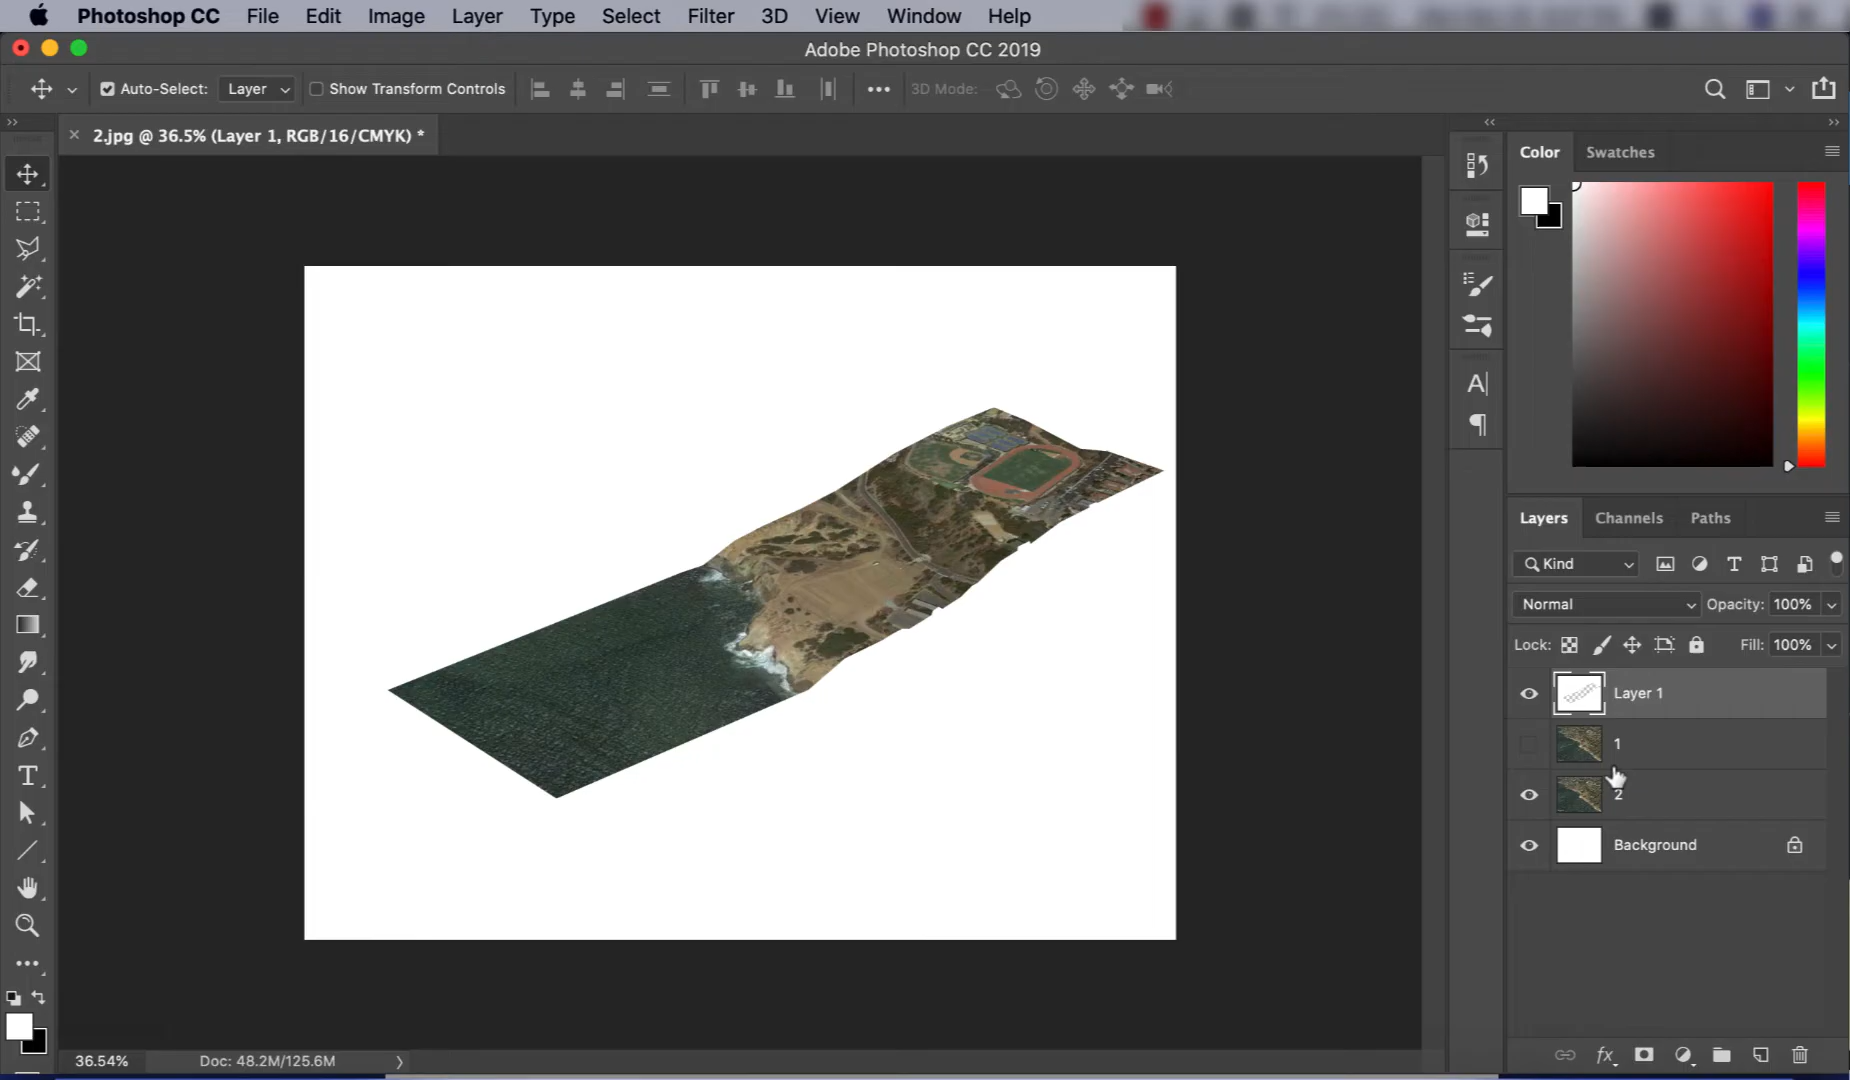 Photoshop CC File Edit Image Layer Type Select Filter 3D View Window Help
Adobe Photoshop CC 2019
Auto-Select: Layer Show Transform Controls 3D Mode:
2.jpg @ 36.5% (Layer 1, RGB/16/CMYK) *
Color Swatches
Layers Channels Paths
Kind
Normal Opacity: 100%
Lock: Fill: 100%
Layer 1
1
2
Background
36.54% Doc: 48.2M/125.6M